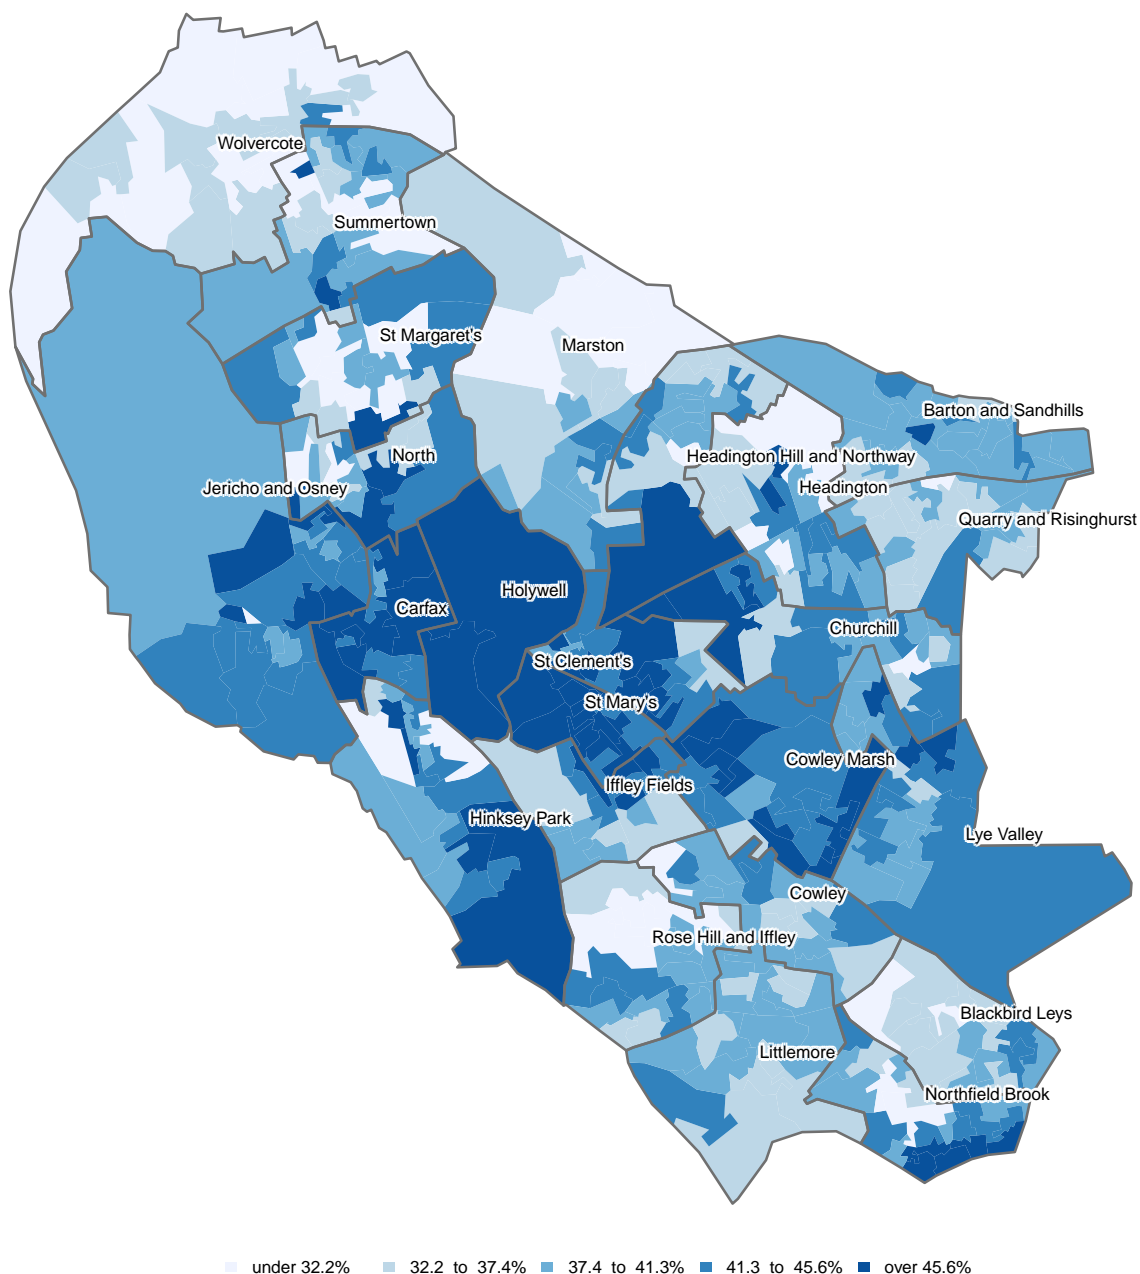 Wolvercote
Summertown
St Margaret's
Marston
Barton and Sandhills
North
Headington Hill and Northway
Jericho and Osney
Headington
Quarry and Risinghurst
Holywell
Carfax
Churchill
St Clement's
St Mary's
Cowley Marsh
Iffley Fields
Hinksey Park
Lye Valley
Cowley
Rose Hill and Iffley
Blackbird Leys
Littlemore
Northfield Brook
under 32.2% 32.2 to 37.4% 37.4 to 41.3% 41.3 to 45.6% over 45.6%